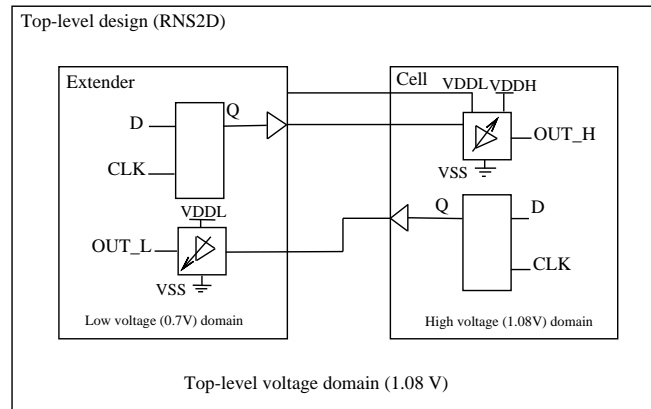 Top-level design (RNS2D)
Extender
D
Q
CLK
VDDL
OUT_L
VSS
Low voltage (0.7V) domain
Cell
VDDL
VDDH
OUT_H
VSS
Q
D
CLK
High voltage (1.08V) domain
Top-level voltage domain (1.08 V)